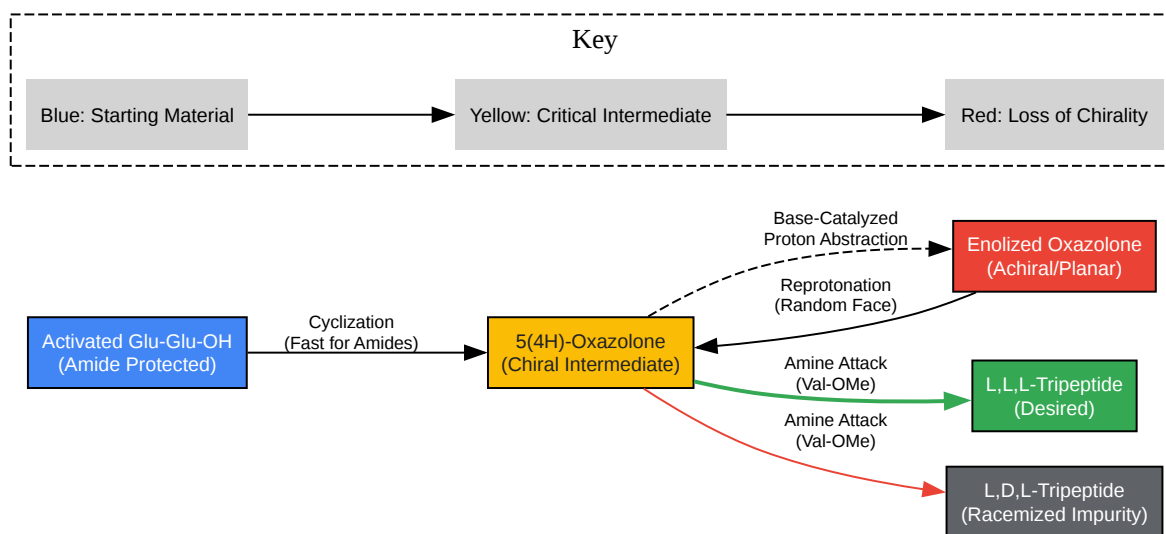 Key
Blue: Starting Material
Yellow: Critical Intermediate
Red: Loss of Chirality
Base-Catalyzed
Proton Abstraction
Enolized Oxazolone
(Achiral/Planar)
Reprotonation
(Random Face)
Activated Glu-Glu-OH
(Amide Protected)
Cyclization
(Fast for Amides)
5(4H)-Oxazolone
(Chiral Intermediate)
Amine Attack
(Val-OMe)
L,L,L-Tripeptide
(Desired)
Amine Attack
(Val-OMe)
L,D,L-Tripeptide
(Racemized Impurity)